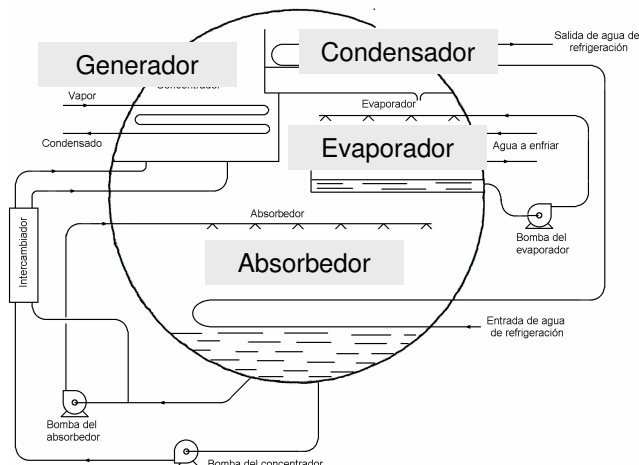 Salida de agua de
refrigeración
Condensador
Generador
Concentrador
Vapor
Evaporador
Condensado
Evaporador
Agua a enfriar
Absorbedor
Intercambiador
Bomba del
evaporador
Absorbedor
Entrada de agua
de refrigeración
Bomba del
absorbedor
Bomba del concentrador